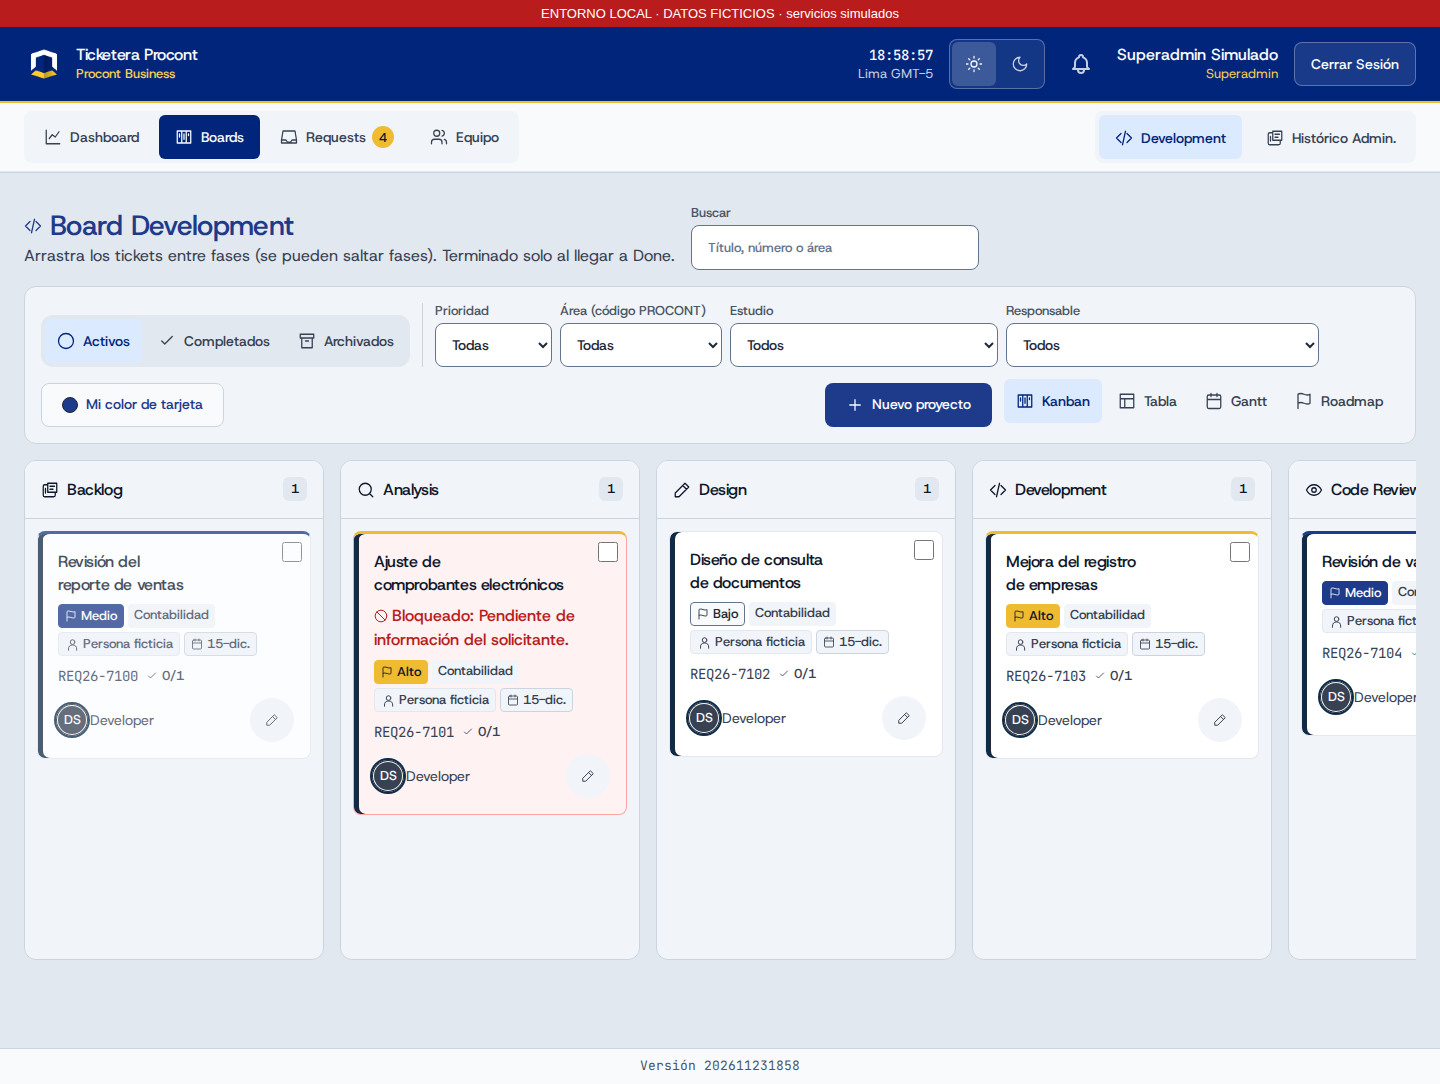 ENTORNO LOCAL · DATOS FICTICIOS · servicios simulados
Ticketera Procont
Procont Business
18:58:57
Lima GMT-5
Superadmin Simulado
Superadmin
Cerrar Sesión
Dashboard
Boards
Requests 4
Equipo
Development
Histórico Admin.
Board Development
Arrastra los tickets entre fases (se pueden saltar fases). Terminado solo al llegar a Done.
Buscar
Título, número o área
Activos
Completados
Archivados
Prioridad
Todas
Área (código PROCONT)
Todas
Estudio
Todos
Responsable
Todos
Mi color de tarjeta
Nuevo proyecto
Kanban
Tabla
Gantt
Roadmap
Backlog 1
Revisión del
reporte de ventas
Medio Contabilidad
Persona ficticia 15-dic.
REQ26-7100 0/1
DS Developer
Analysis 1
Ajuste de
comprobantes electrónicos
Bloqueado: Pendiente de
información del solicitante.
Alto Contabilidad
Persona ficticia 15-dic.
REQ26-7101 0/1
DS Developer
Design 1
Diseño de consulta
de documentos
Bajo Contabilidad
Persona ficticia 15-dic.
REQ26-7102 0/1
DS Developer
Development 1
Mejora del registro
de empresas
Alto Contabilidad
Persona ficticia 15-dic.
REQ26-7103 0/1
DS Developer
Code Review
Revisión de
Medio
Persona fict
REQ26-7104
DS Developer
Versión 202611231858